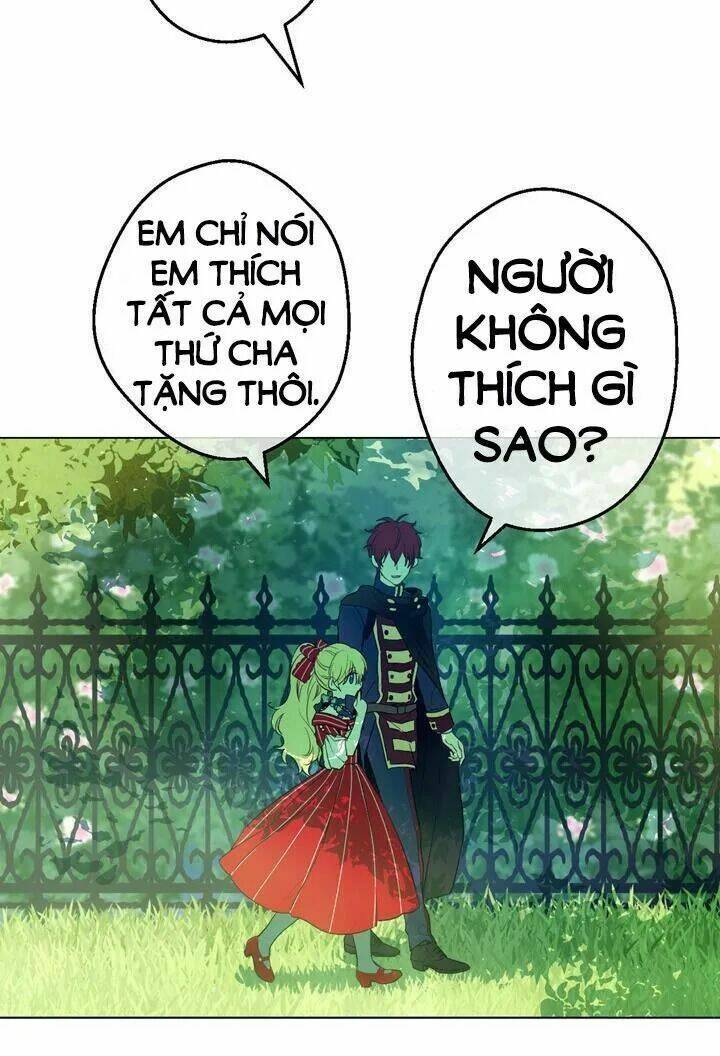 EM CHỈ NÓI
EM THÍCH
TẤT CẢ MỌI
THỨ CHA
TẶNG THÔI.
NGƯỜI
KHÔNG
THÍCH GÌ
SAO?